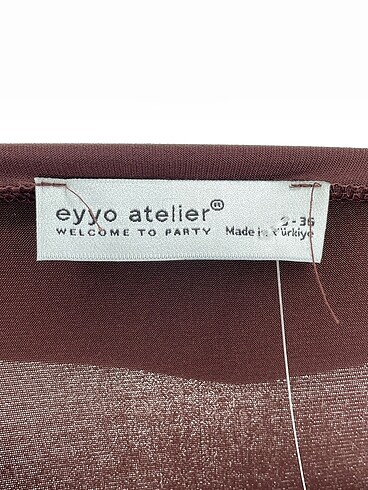 eyyo atelier®
WELCOME TO PARTY
36
Made in Türkiye